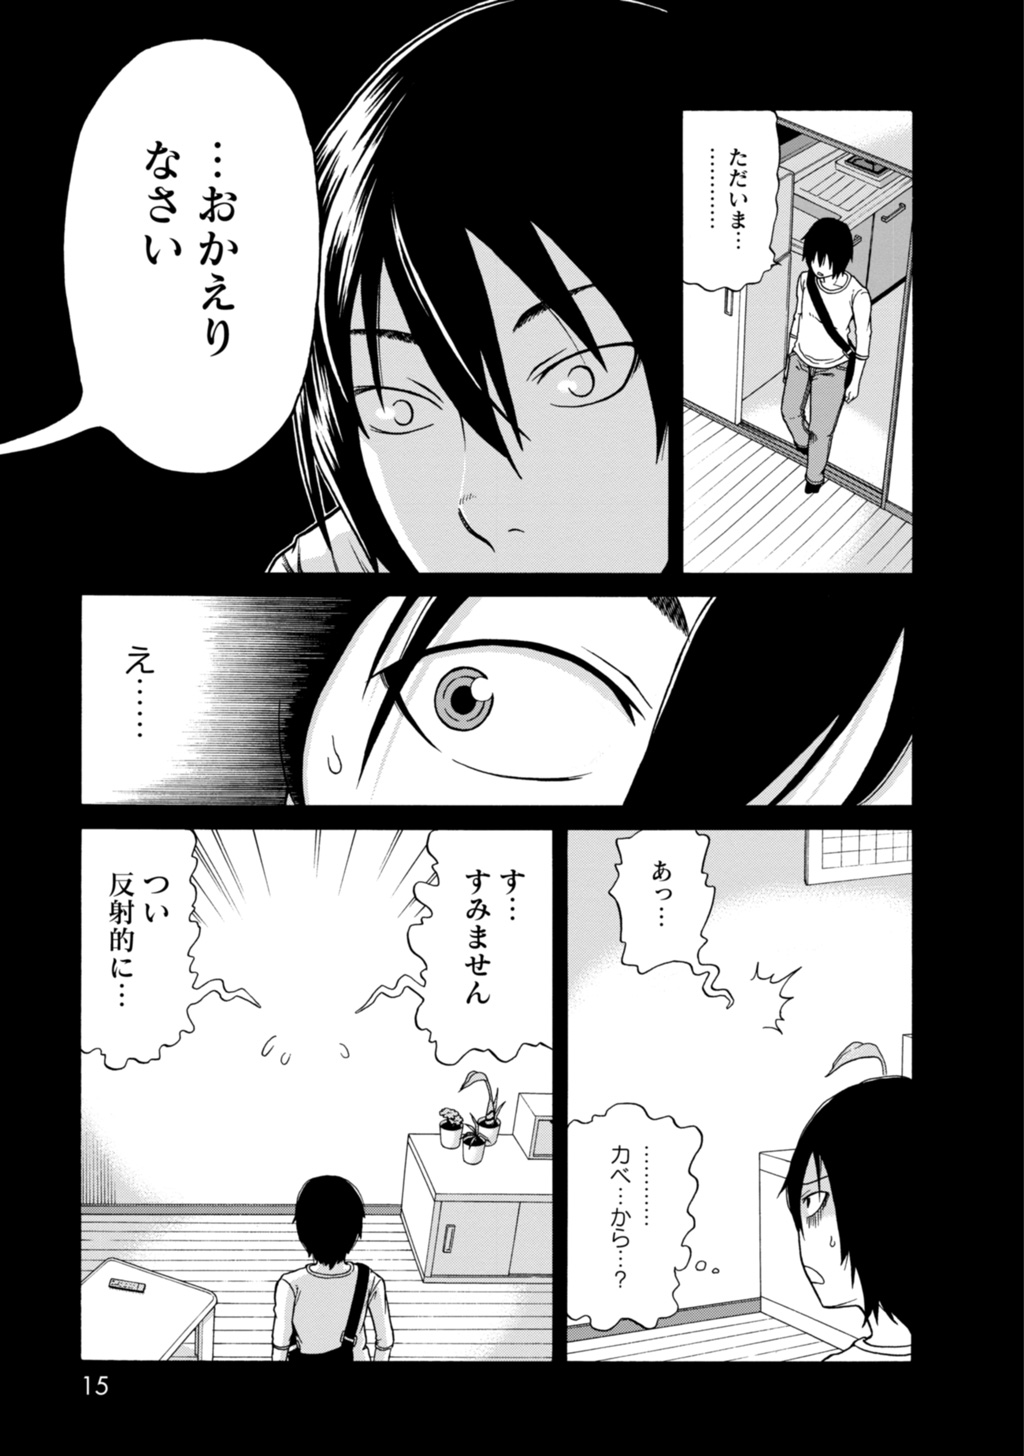 ただいま…
…………
…おかえり
なさい
え……
あっ…
…………
カベ…から…?
す…
すみません
つい
反射的に…
15